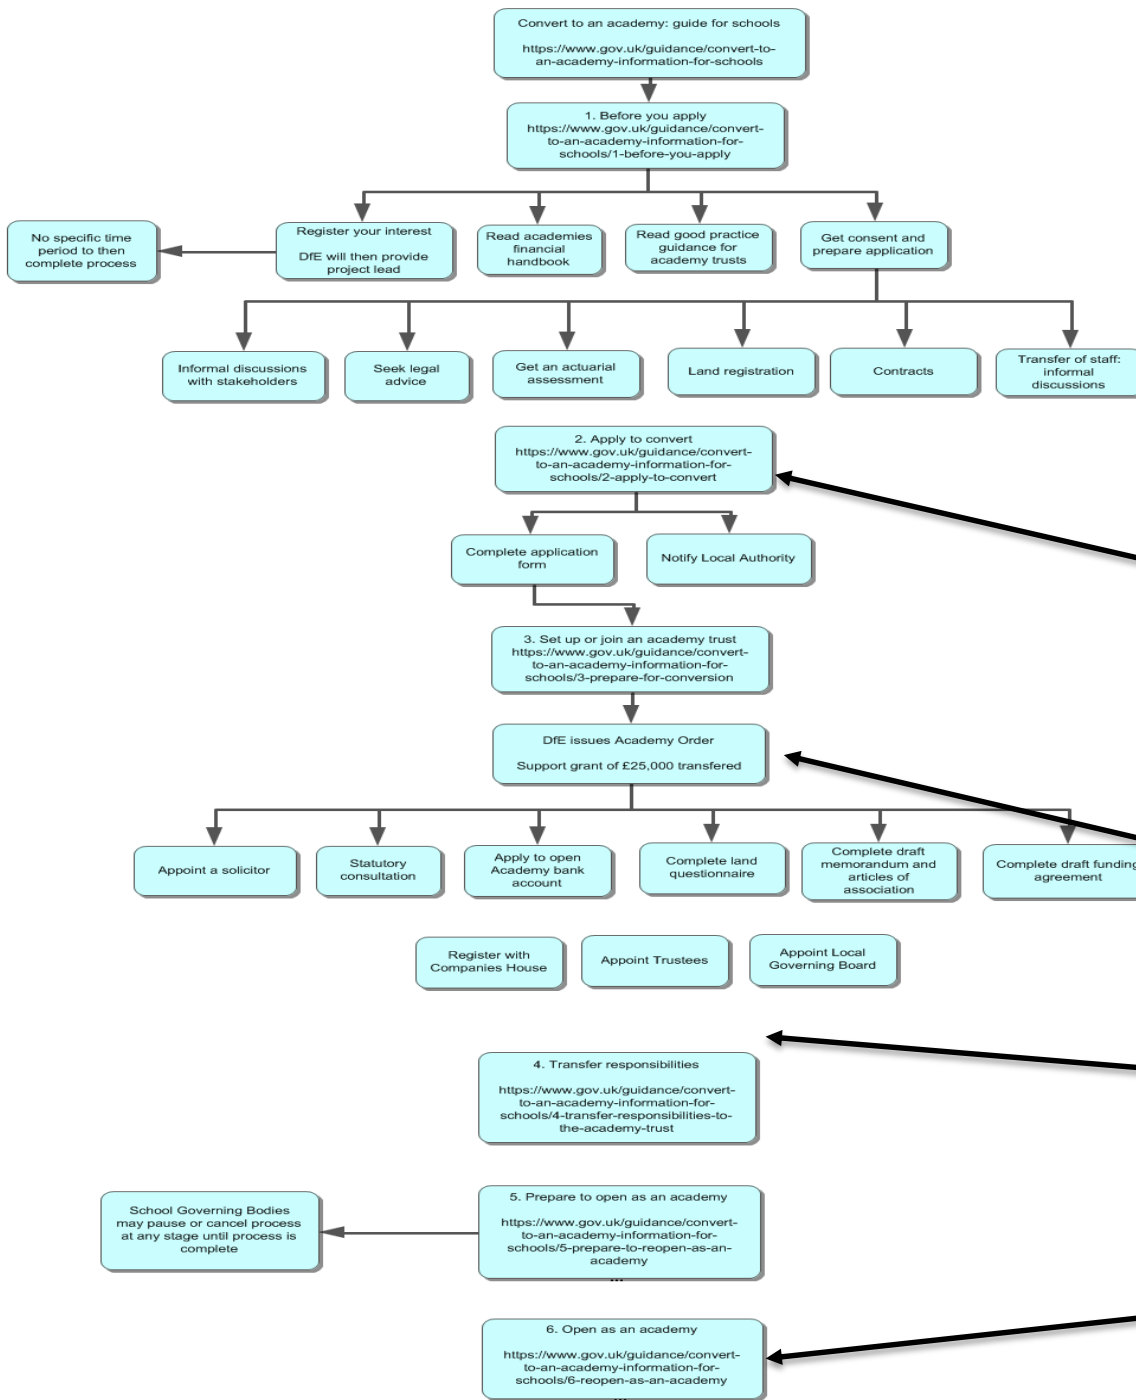 Convert to an academy: guide for schools
https://www.gov.uk/guidance/convert-to-
an-academy-information-for-schools
1. Before you apply
https://www.gov.uk/guidance/convert-
to-an-academy-information-for-
schools/1-before-you-apply
No specific time
period to then
complete process
Register your interest
DfE will then provide
project lead
Read academies
financial
handbook
Read good practice
guidance for
academy trusts
Get consent and
prepare application
Informal discussions
with stakeholders
Seek legal
advice
Get an actuarial
assessment
Land registration
Contracts
Transfer of staff:
informal
discussions
2. Apply to convert
https://www.gov.uk/guidance/convert-
to-an-academy-information-for-
schools/2-apply-to-convert
Complete application
form
Notify Local Authority
3. Set up or join an academy trust
https://www.gov.uk/guidance/convert-
to-an-academy-information-for-
schools/3-prepare-for-conversion
DfE issues Academy Order
Support grant of £25,000 transfered
Appoint a solicitor
Statutory
consultation
Apply to open
Academy bank
account
Complete land
questionnaire
Complete draft
memorandum and
articles of
association
Complete draft funding
agreement
Register with
Companies House
Appoint Trustees
Appoint Local
Governing Board
4. Transfer responsibilities
https://www.gov.uk/guidance/convert-
to-an-academy-information-for-
schools/4-transfer-responsibilities-to-
the-academy-trust
School Governing Bodies
may pause or cancel process
at any stage until process is
complete
5. Prepare to open as an academy
https://www.gov.uk/guidance/convert-
to-an-academy-information-for-
schools/5-prepare-to-reopen-as-an-
academy
...
6. Open as an academy
https://www.gov.uk/guidance/convert-
to-an-academy-information-for-
schools/6-reopen-as-an-academy
...